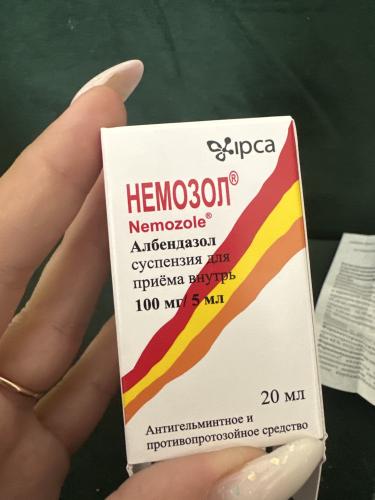 ipca
НЕМОЗОЛ®
Nemozole®
Албендазол
суспензия для
приёма внутрь
100 мг/ 5 мл
20 мл
Антигельминтное и
противопротозойное средство